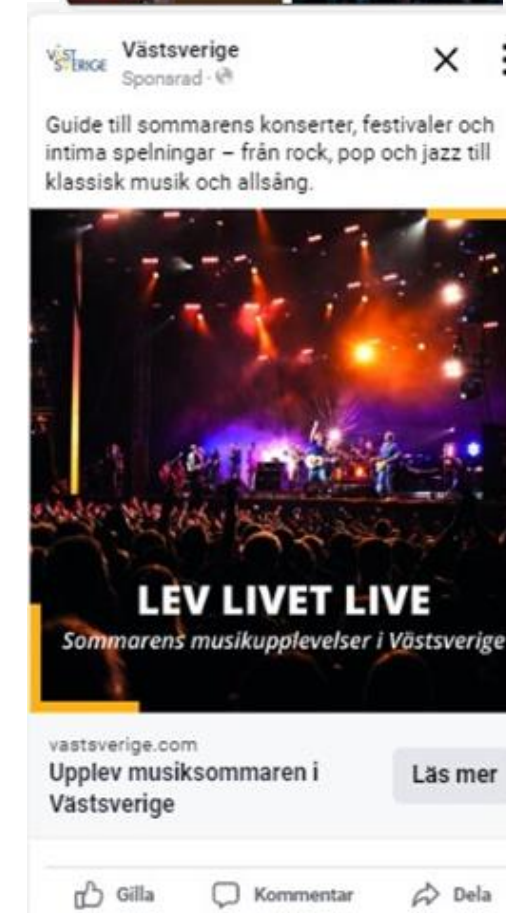 VÄST
SVERIGE
Västsverige
Sponsrad ·
Guide till sommarens konserter, festivaler och
intima spelningar – från rock, pop och jazz till
klassisk musik och allsång.
LEV LIVET LIVE
Sommarens musikupplevelser i Västsverige
vastsverige.com
Upplev musiksommaren i
Västsverige
Läs mer
Gilla Kommentar Dela